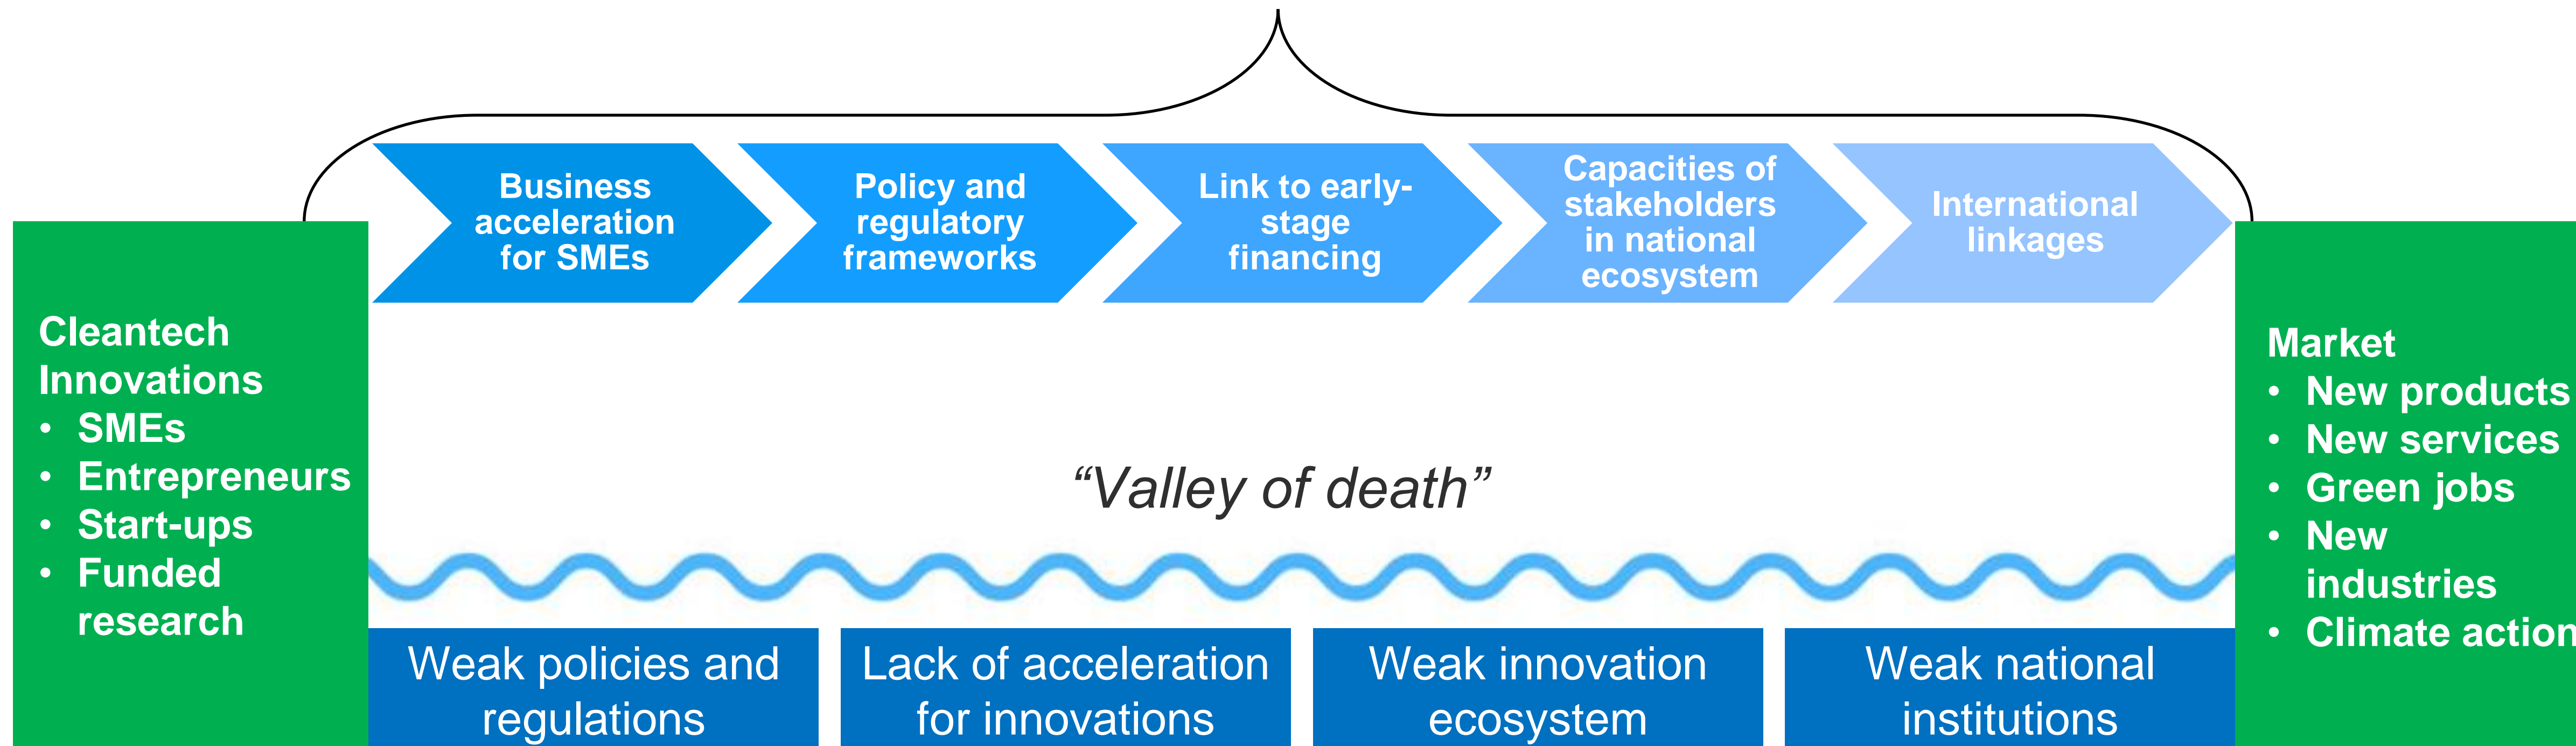 Business
acceleration
for SMEs
Policy and
regulatory
frameworks
Link to early-
stage
financing
Capacities of
stakeholders
in national
ecosystem
International
linkages
Cleantech
Innovations
• SMEs
• Entrepreneurs
• Start-ups
• Funded
research
“Valley of death”
Market
• New products
• New services
• Green jobs
• New
industries
• Climate action
Weak policies and
regulations
Lack of acceleration
for innovations
Weak innovation
ecosystem
Weak national
institutions